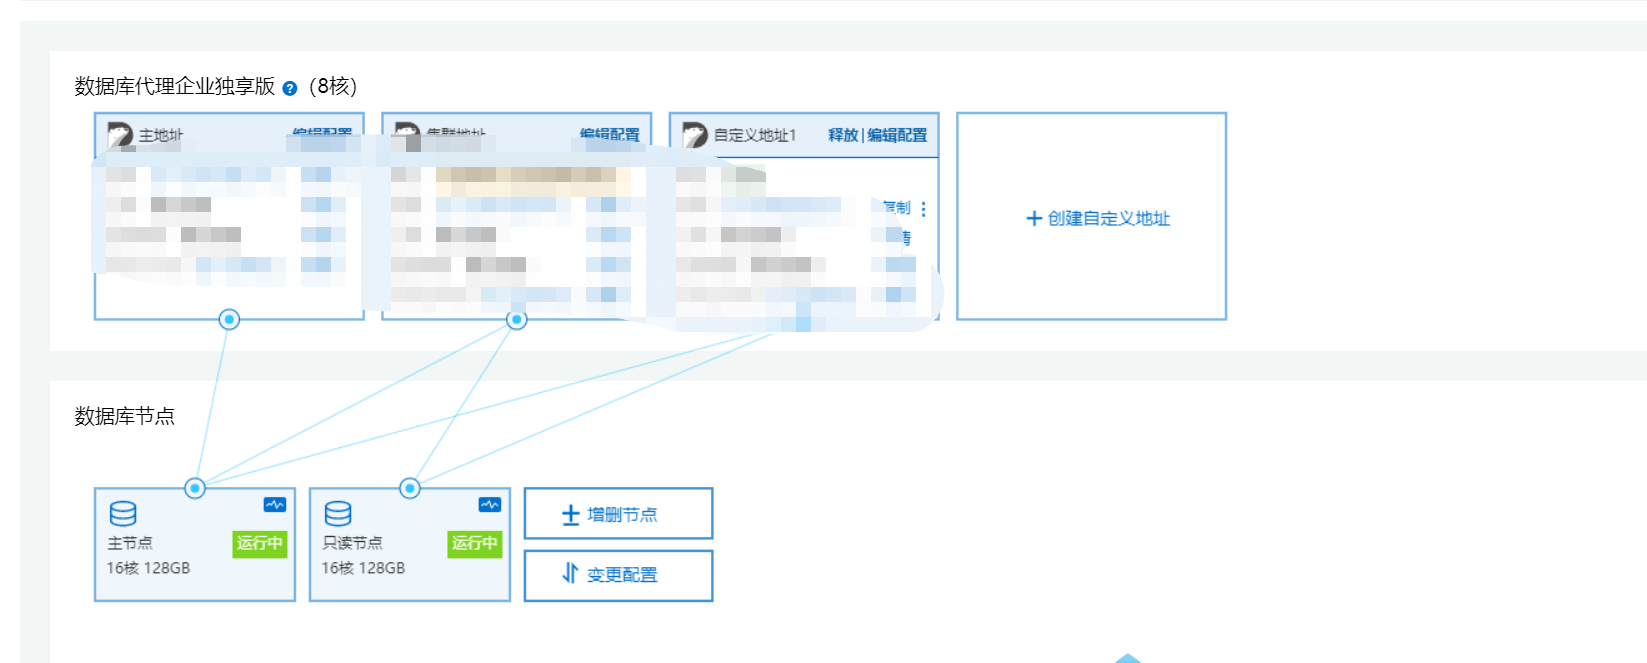 数据库代理企业独享版 ? (8核)
主地址 编辑配置
集群地址 编辑配置
自定义地址1 释放|编辑配置
复制
情
+ 创建自定义地址
数据库节点
主节点 运行中
16核 128GB
只读节点 运行中
16核 128GB
增删节点
变更配置